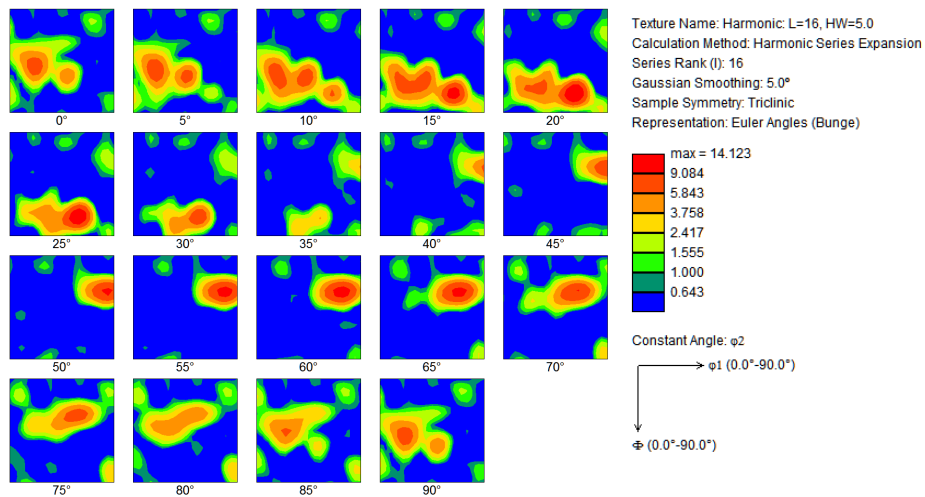 0° 5° 10° 15° 20°
25° 30° 35° 40° 45°
50° 55° 60° 65° 70°
75° 80° 85° 90°
Texture Name: Harmonic: L=16, HW=5.0
Calculation Method: Harmonic Series Expansion
Series Rank (l): 16
Gaussian Smoothing: 5.0°
Sample Symmetry: Triclinic
Representation: Euler Angles (Bunge)
max = 14.123
9.084
5.843
3.758
2.417
1.555
1.000
0.643
Constant Angle: φ2
φ1 (0.0°-90.0°)
Φ (0.0°-90.0°)